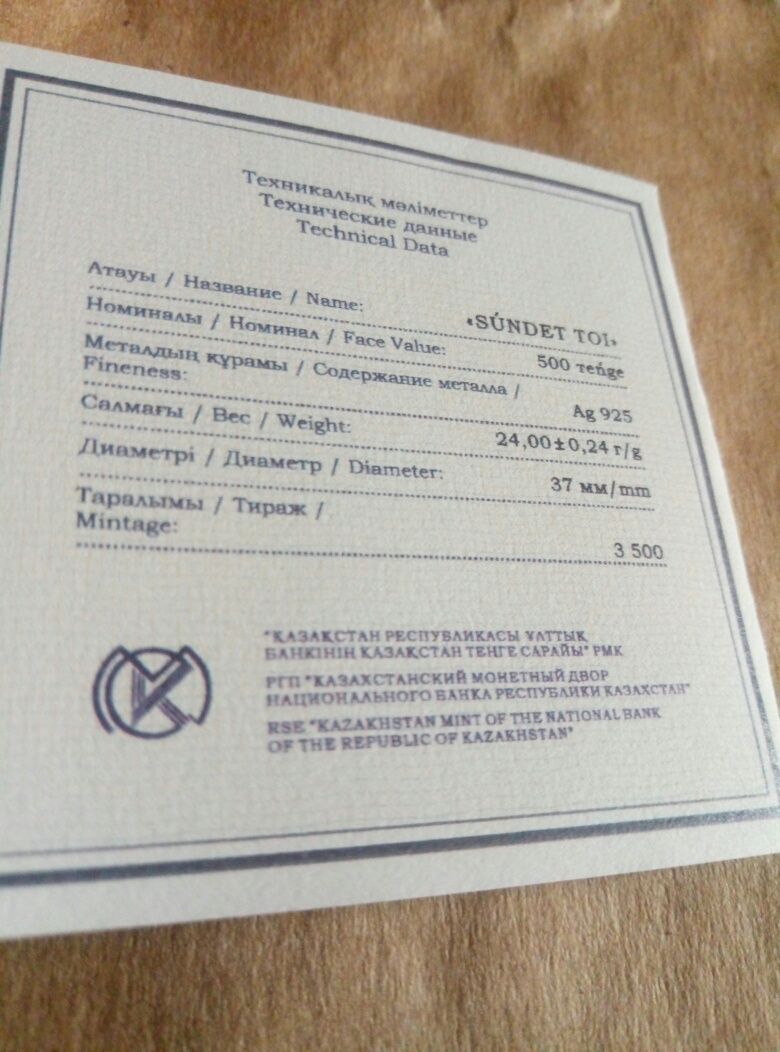 Техникалық мәліметтер
Технические данные
Technical Data
Атауы / Название / Name: «SÚNDET TOI»
Номиналы / Номинал / Face Value: 500 теńge
Металдың құрамы / Содержание металла /
Fineness: Ag 925
Салмағы / Вес / Weight: 24,00±0,24 г/g
Диаметрі / Диаметр / Diameter: 37 мм/mm
Таралымы / Тираж /
Mintage: 3 500
"ҚАЗАҚСТАН РЕСПУБЛИКАСЫ ҰЛТТЫҚ
БАНКІНІҢ ҚАЗАҚСТАН ТЕҢГЕ САРАЙЫ" РМК
РГП "КАЗАХСТАНСКИЙ МОНЕТНЫЙ ДВОР
НАЦИОНАЛЬНОГО БАНКА РЕСПУБЛИКИ КАЗАХСТАН"
RSE "KAZAKHSTAN MINT OF THE NATIONAL BANK
OF THE REPUBLIC OF KAZAKHSTAN"